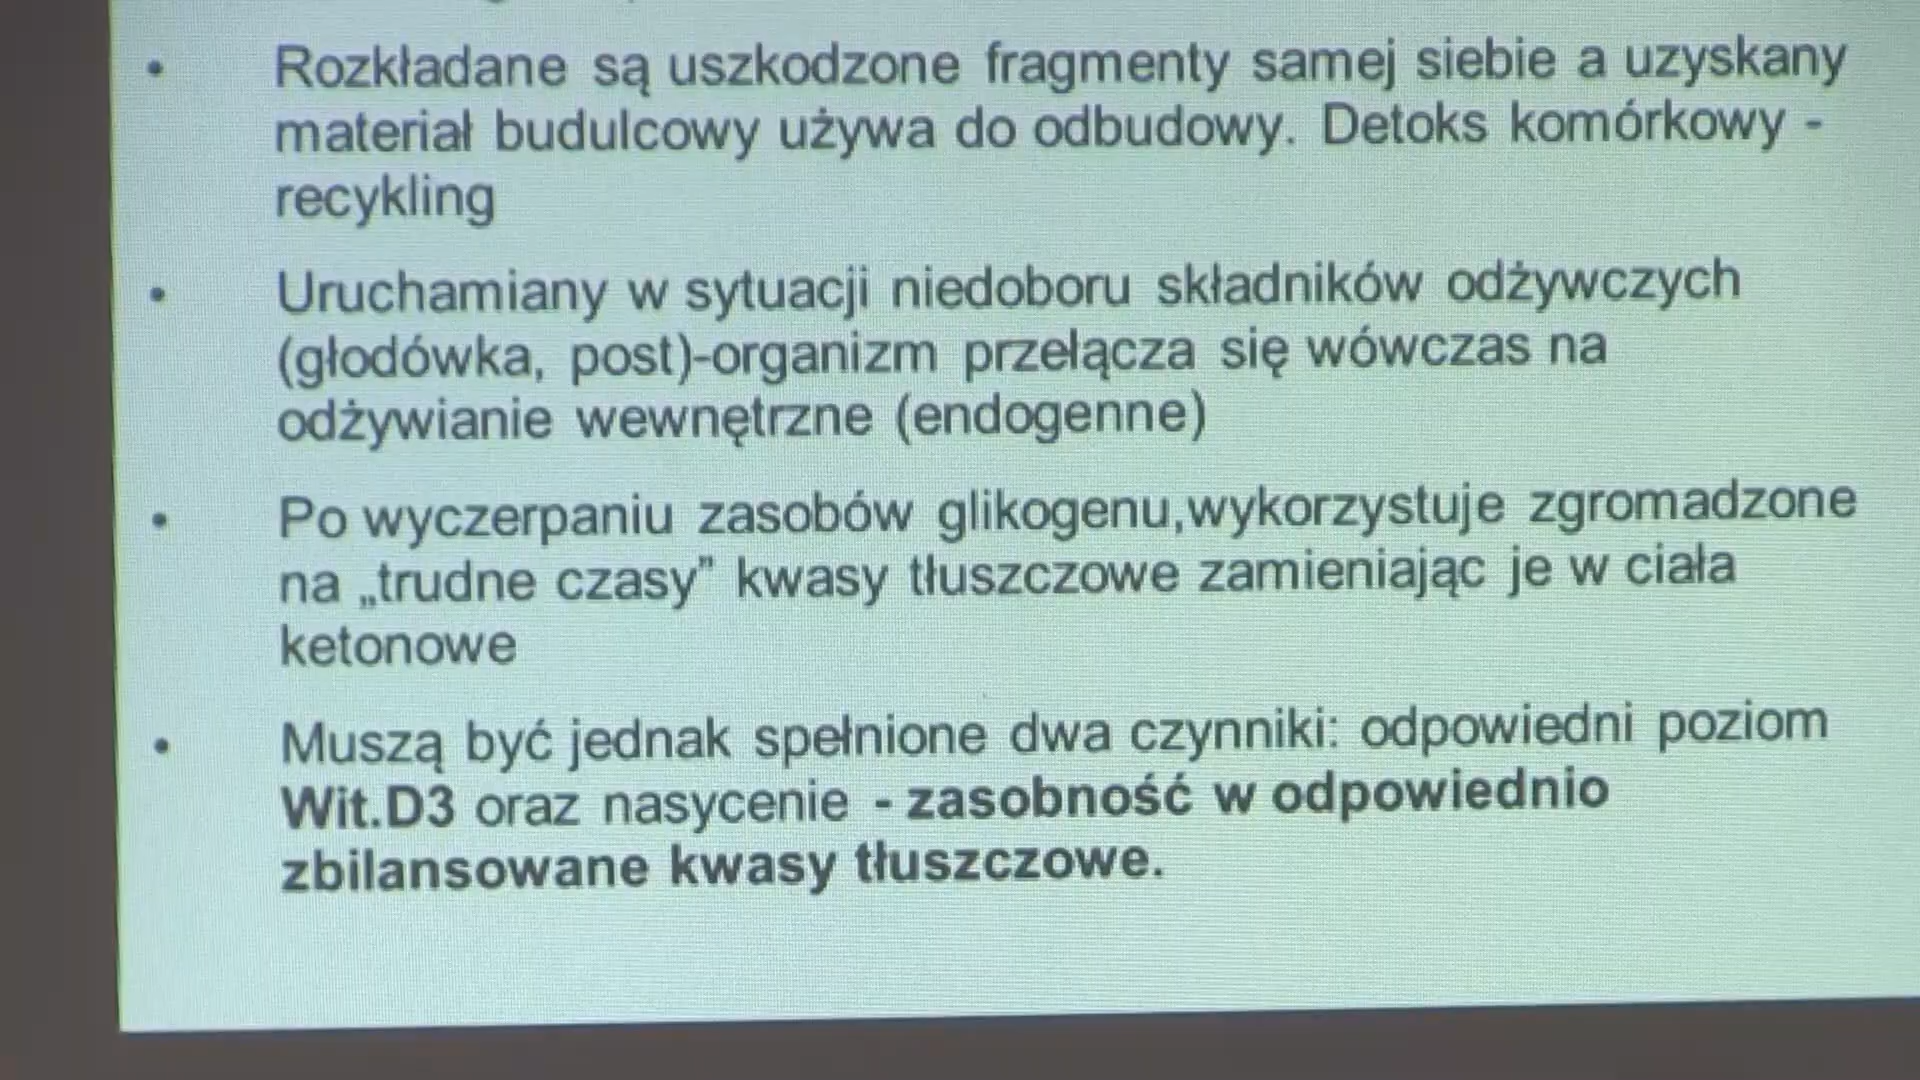 • Rozkładane są uszkodzone fragmenty samej siebie a uzyskany
materiał budulcowy używa do odbudowy. Detoks komórkowy -
recykling
• Uruchamiany w sytuacji niedoboru składników odżywczych
(głodówka, post)-organizm przełącza się wówczas na
odżywianie wewnętrzne (endogenne)
• Po wyczerpaniu zasobów glikogenu,wykorzystuje zgromadzone
na „trudne czasy” kwasy tłuszczowe zamieniając je w ciała
ketonowe
• Muszą być jednak spełnione dwa czynniki: odpowiedni poziom
Wit.D3 oraz nasycenie - zasobność w odpowiednio
zbilansowane kwasy tłuszczowe.